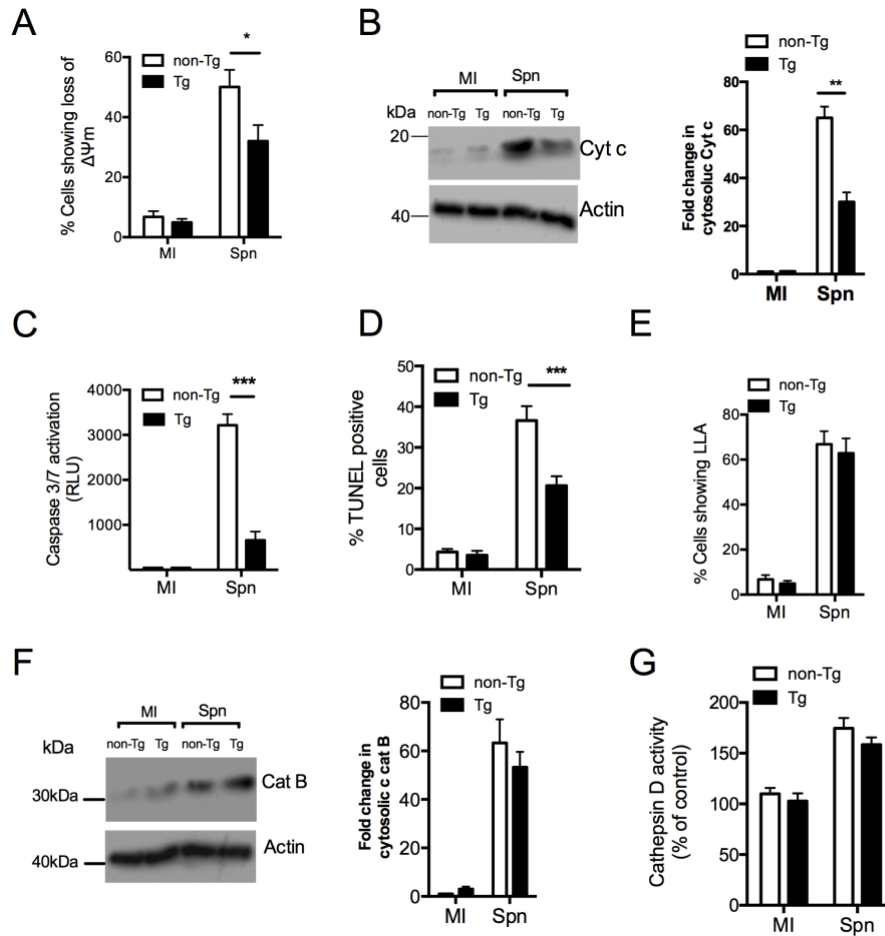 A
non-Tg
Tg
*
60
40
20
0
% Cells showing loss of
ΔΨm
MI
Spn
B
MI Spn
non-Tg Tg non-Tg Tg
kDa
20
Cyt c
40
Actin
non-Tg
Tg
**
80
60
40
20
0
Fold change in
cytosoluc Cyt c
MI
Spn
C
non-Tg
Tg
***
4000
3000
2000
1000
Caspase 3/7 activation
(RLU)
MI
Spn
D
non-Tg
Tg
***
50
40
30
20
10
0
% TUNEL positive
cells
MI
Spn
E
non-Tg
Tg
80
60
40
20
0
% Cells showing LLA
MI
Spn
F
MI Spn
kDa
non-Tg Tg non-Tg Tg
Cat B
30kDa
Actin
40kDa
non-Tg
Tg
80
60
40
20
0
Fold change in
cytosolic c cat B
MI
Spn
G
non-Tg
Tg
200
150
100
50
0
Cathepsin D activity
(% of control)
MI
Spn